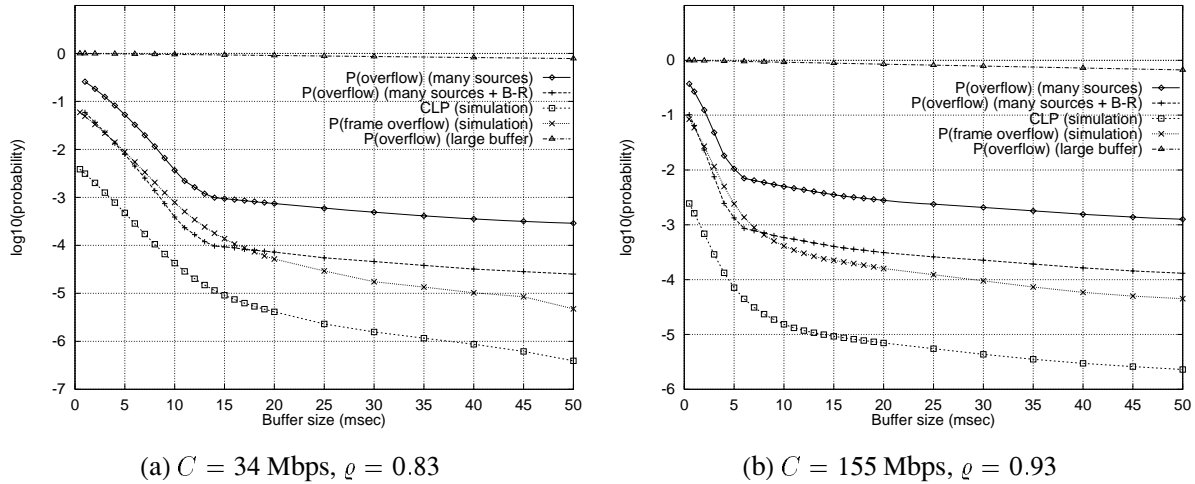 1
0
-1
-2
-3
-4
-5
-6
-7
log10(probability)
P(overflow) (many sources)
P(overflow) (many sources + B-R)
CLP (simulation)
P(frame overflow) (simulation)
P(overflow) (large buffer)
0 5 10 15 20 25 30 35 40 45 50
Buffer size (msec)
(a) C = 34 Mbps, ϱ = 0.83
1
0
-1
-2
-3
-4
-5
-6
log10(probability)
P(overflow) (many sources)
P(overflow) (many sources + B-R)
CLP (simulation)
P(frame overflow) (simulation)
P(overflow) (large buffer)
0 5 10 15 20 25 30 35 40 45 50
Buffer size (msec)
(b) C = 155 Mbps, ϱ = 0.93